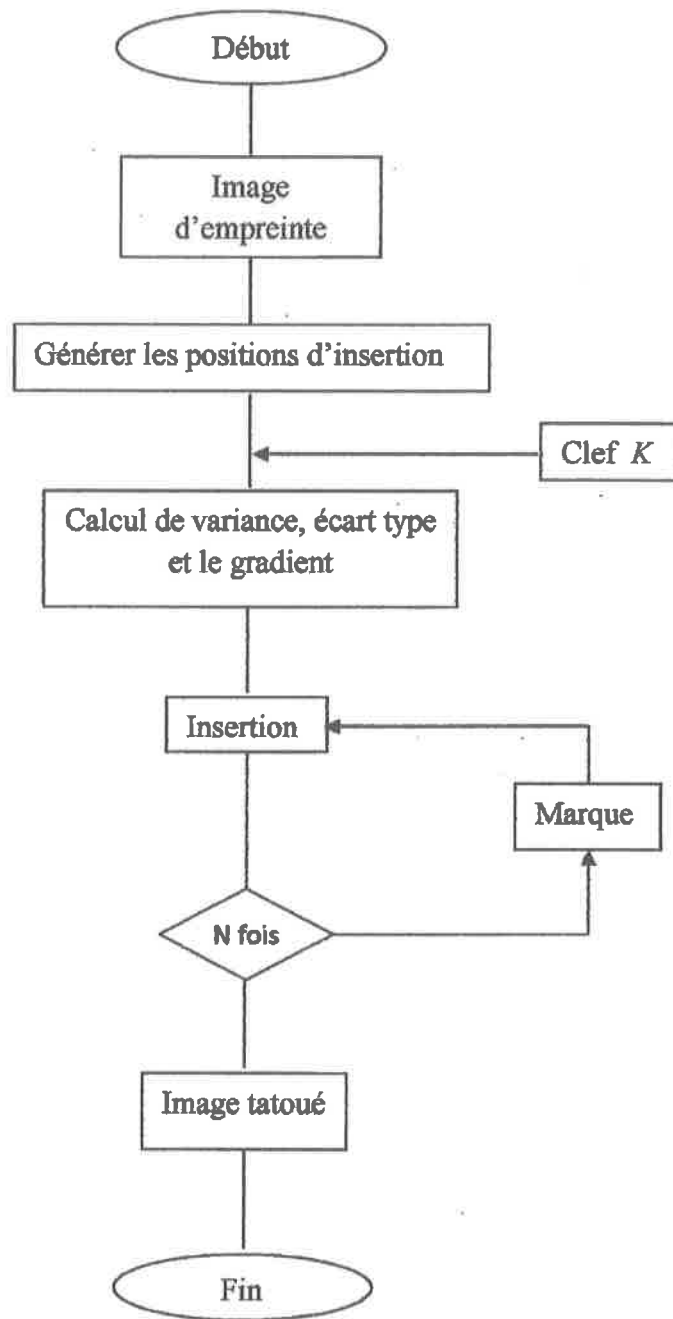 Début
Image
d'empreinte
Générer les positions d'insertion
Clef K
Calcul de variance, écart type
et le gradient
Insertion
Marque
N fois
Image tatoué
Fin